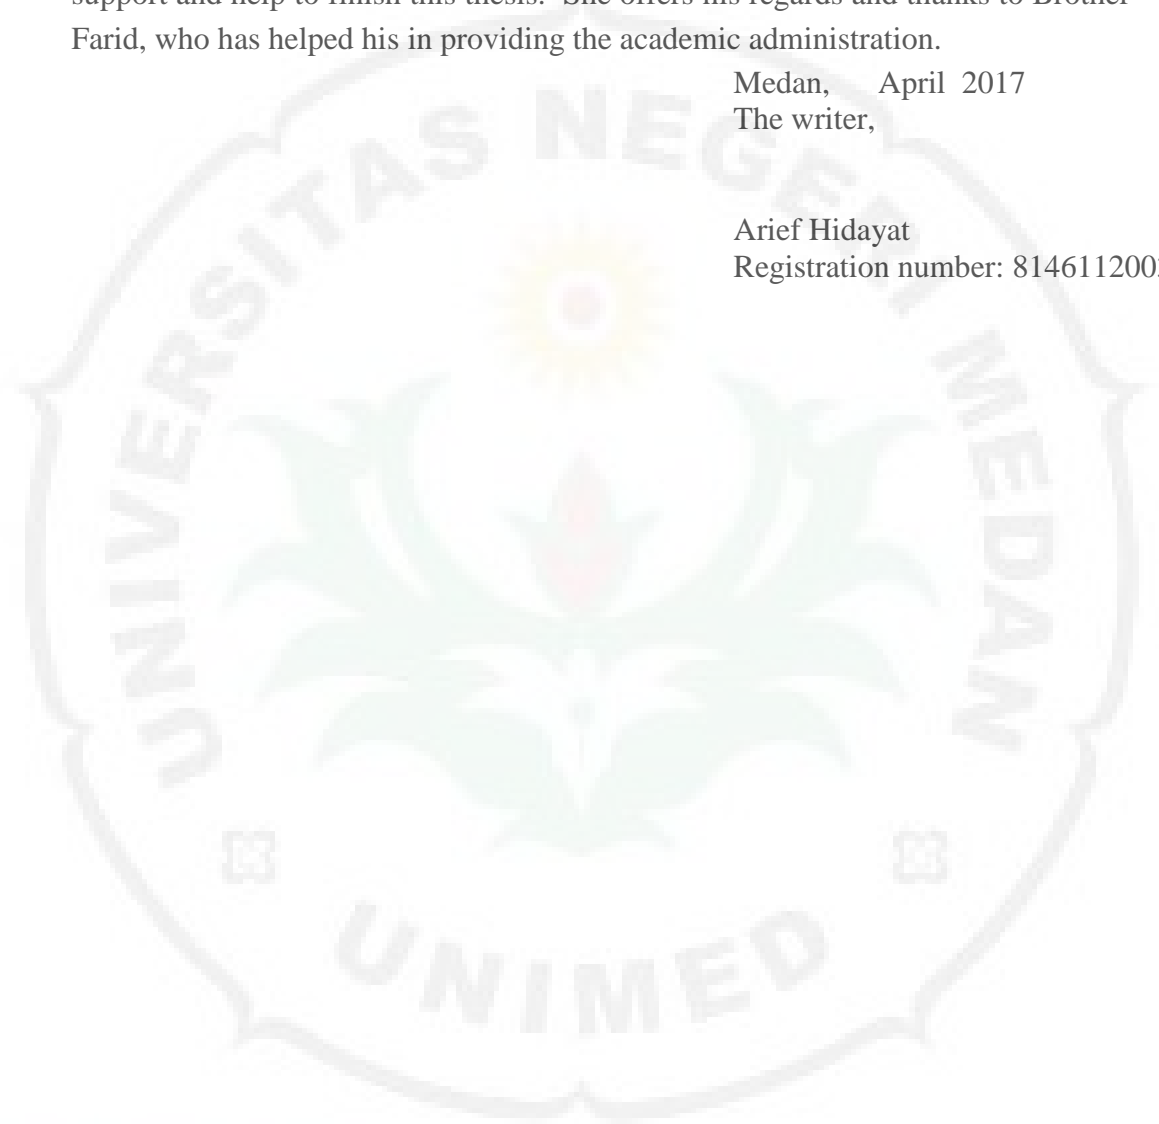 support and help to finish this thesis. She offers his regards and thanks to Brother
Farid, who has helped his in providing the academic administration.
Medan, April 2017
The writer,
Arief Hidayat
Registration number:
UNIVERSITAS NEGERI MEDAN
UNIMED